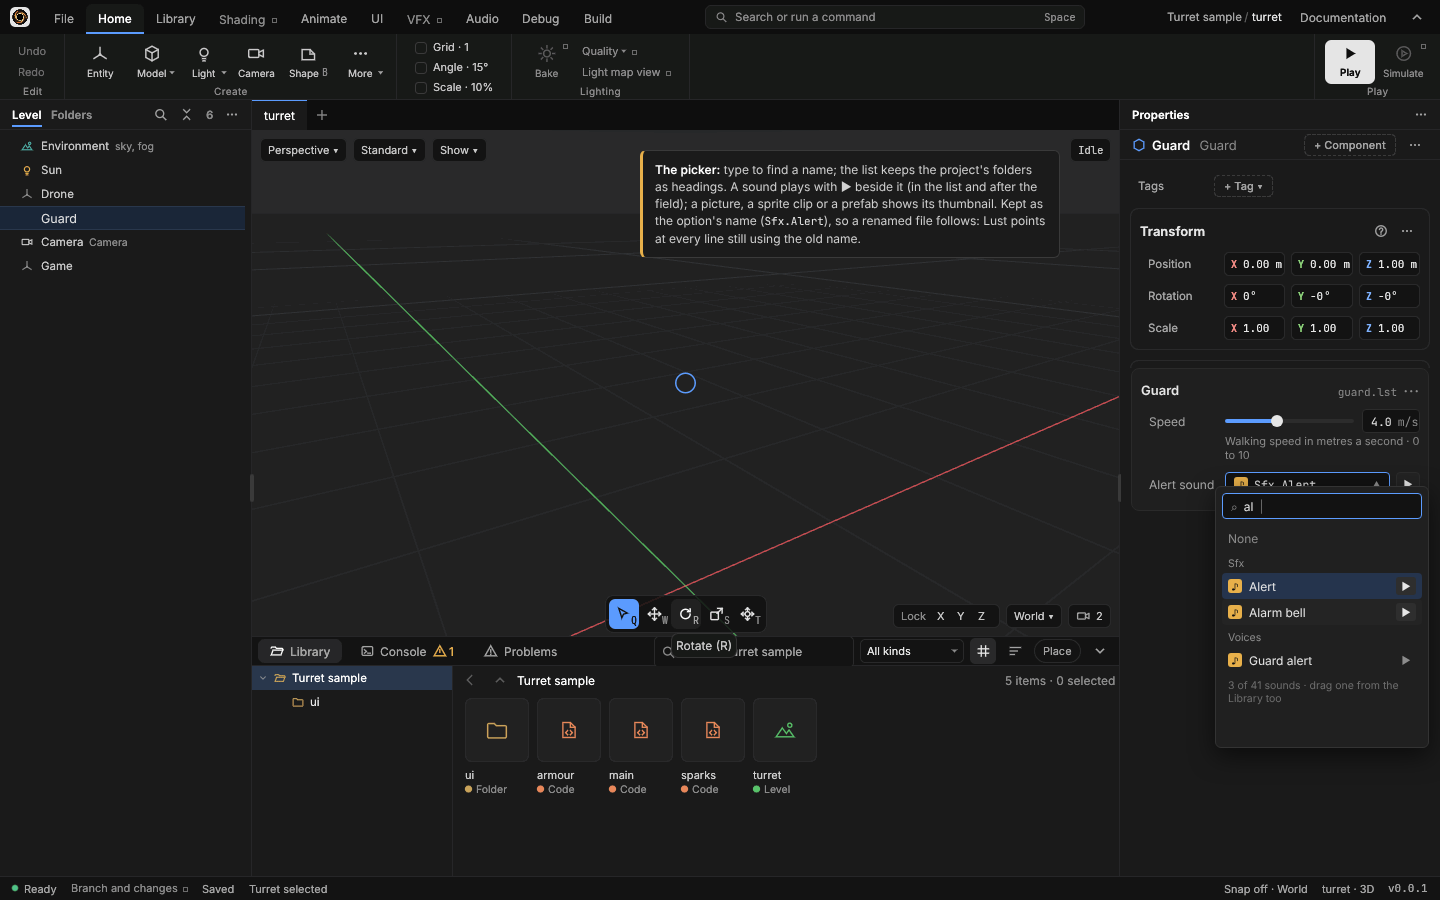 File
Home
Library
Shading
Animate
UI
VFX
Audio
Debug
Build
Search or run a command
Space
Turret sample / turret
Documentation
Undo
Redo
Edit
Entity
Model
Light
Camera
Shape B
More
Create
Grid · 1
Angle · 15°
Scale · 10%
Bake
Quality
Light map view
Lighting
Play
Simulate
Play
Level
Folders
6
Environment sky, fog
Sun
Drone
Guard
Camera Camera
Game
turret
Perspective
Standard
Show
Idle
The picker: type to find a name; the list keeps the project's folders
as headings. A sound plays with ▶ beside it (in the list and after the
field); a picture, a sprite clip or a prefab shows its thumbnail. Kept as
the option's name (Sfx.Alert), so a renamed file follows: Lust points
at every line still using the old name.
Q
W
R
S
T
Rotate (R)
Lock X Y Z
World
2
Properties
Guard Guard
+ Component
Tags
+ Tag
Transform
Position
X 0.00 m
Y 0.00 m
Z 1.00 m
Rotation
X 0°
Y -0°
Z -0°
Scale
X 1.00
Y 1.00
Z 1.00
Guard
guard.lst
Speed
4.0 m/s
Walking speed in metres a second · 0
to 10
Alert sound
Sfx.Alert
al
None
Sfx
Alert
Alarm bell
Voices
Guard alert
3 of 41 sounds · drag one from the
Library too
Library
Console
1
Problems
rret sample
All kinds
Place
Turret sample
ui
Turret sample
5 items · 0 selected
ui
Folder
armour
Code
main
Code
sparks
Code
turret
Level
Ready
Branch and changes
Saved
Turret selected
Snap off · World
turret · 3D
v0.0.1